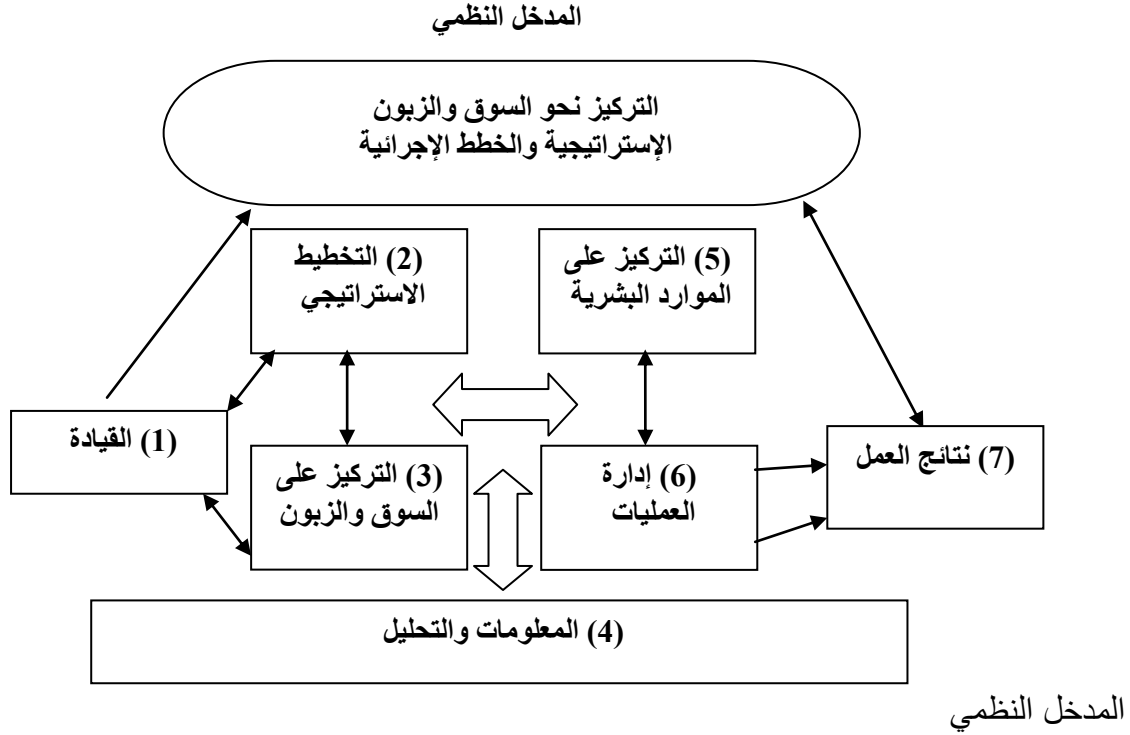 المدخل النظمي
التركيز نحو السوق والزبون
الإستراتيجية والخطط الإجرائية
(2) التخطيط
الاستراتيجي
(5) التركيز على
الموارد البشرية
(1) القيادة
(3) التركيز على
السوق والزبون
(6) إدارة
العمليات
(7) نتائج العمل
(4) المعلومات والتحليل
المدخل النظمي